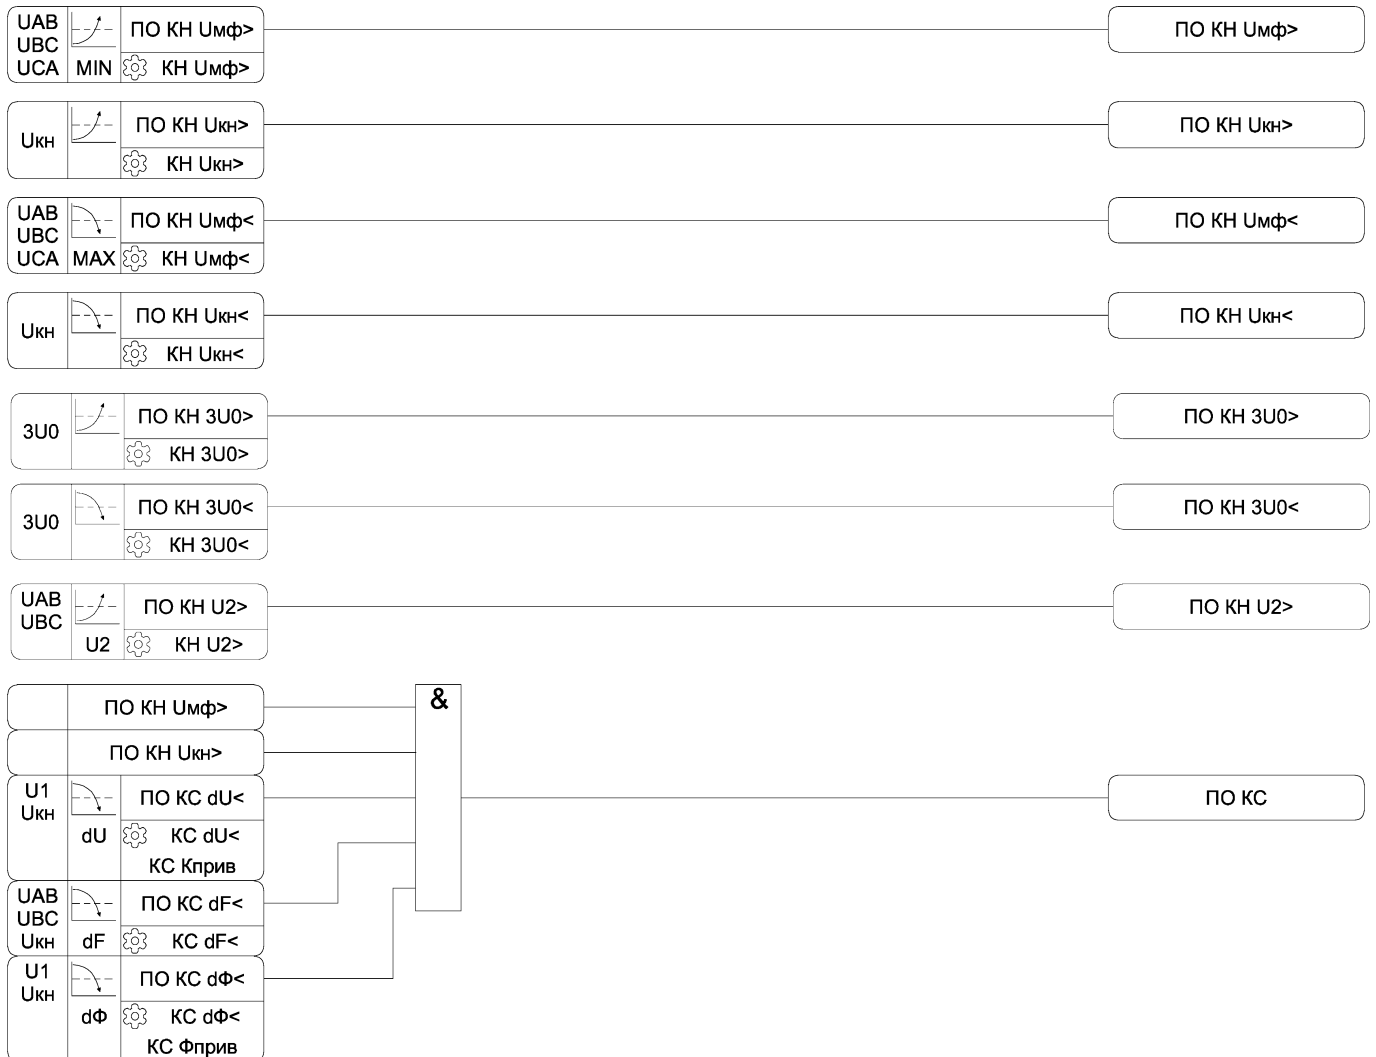 UAB
UBC
UCA
MIN
ПО КН Uмф>
КН Uмф>
ПО КН Uмф>
Uкн
ПО КН Uкн>
КН Uкн>
ПО КН Uкн>
UAB
UBC
UCA
MAX
ПО КН Uмф<
КН Uмф<
ПО КН Uмф<
Uкн
ПО КН Uкн<
КН Uкн<
ПО КН Uкн<
3U0
ПО КН 3U0>
КН 3U0>
ПО КН 3U0>
3U0
ПО КН 3U0<
КН 3U0<
ПО КН 3U0<
UAB
UBC
U2
ПО КН U2>
КН U2>
ПО КН U2>
ПО КН Uмф>
&
ПО КН Uкн>
U1
Uкн
dU
ПО КС dU<
КС dU<
КС Kприв
ПО КС
UAB
UBC
Uкн
dF
ПО КС dF<
КС dF<
U1
Uкн
dФ
ПО КС dФ<
КС dФ<
КС Фприв